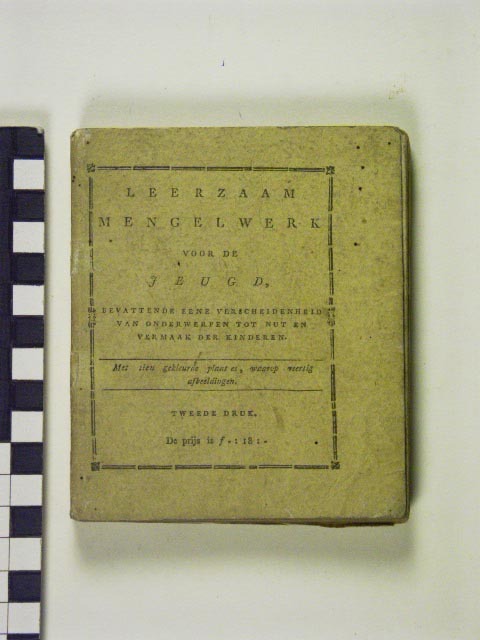 LEERZAAM
MENGELWERK
VOOR DE
JEUGD,
BEVATTENDE EENE VERSCHEIDENHEID
VAN ONDERWERPEN TOT NUT EN
VERMAAK DER KINDEREN.
Met tien gekleurde plaatjes, waarop veertig
afbeeldingen.
TWEEDE DRUK.
De prijs is f-:18:-